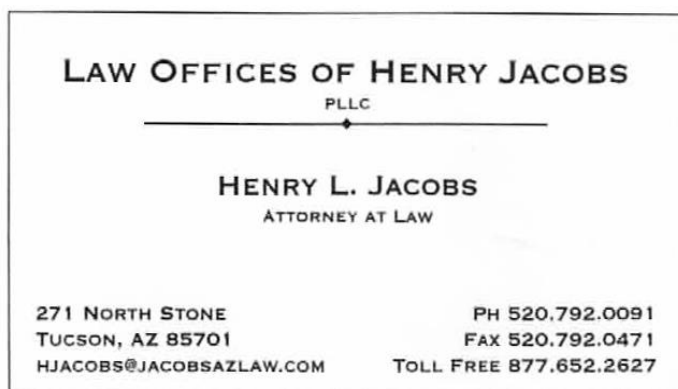 LAW OFFICES OF HENRY JACOBS
PLLC
HENRY L. JACOBS
ATTORNEY AT LAW
271 NORTH STONE
TUCSON, AZ 85701
HJACOBS@JACOBSAZLAW.COM
PH 520.792.0091
FAX 520.792.0471
TOLL FREE 877.652.2627